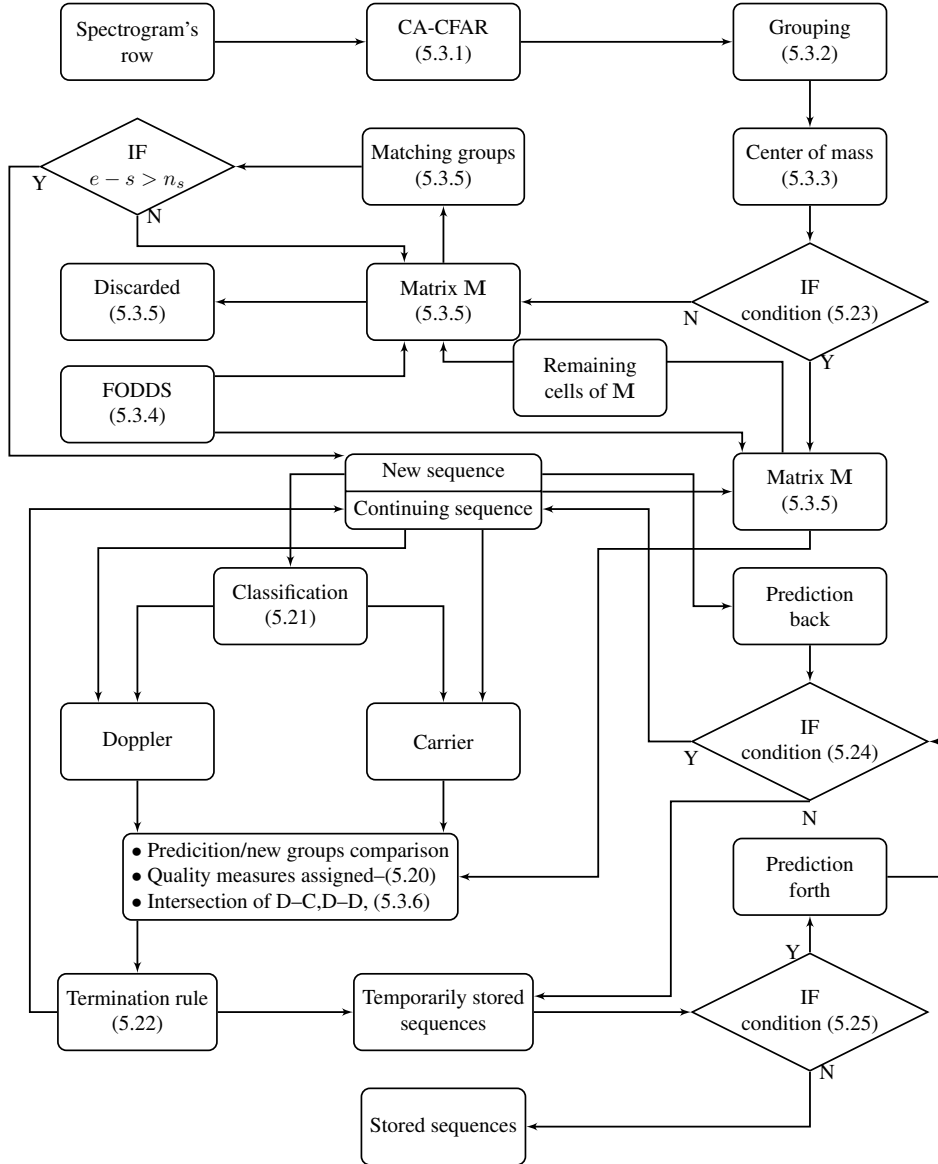 Spectrogram's
row
CA-CFAR
(5.3.1)
Grouping
(5.3.2)
IF
e − s > n_s
Y
N
Matching groups
(5.3.5)
Center of mass
(5.3.3)
Discarded
(5.3.5)
Matrix M
(5.3.5)
IF
condition (5.23)
N
Y
FODDS
(5.3.4)
Remaining
cells of M
New sequence
Continuing sequence
Matrix M
(5.3.5)
Classification
(5.21)
Prediction
back
Doppler
Carrier
IF
condition (5.24)
Y
N
• Predicition/new groups comparison
• Quality measures assigned–(5.20)
• Intersection of D–C,D–D, (5.3.6)
Prediction
forth
Termination rule
(5.22)
Temporarily stored
sequences
Y
IF
condition (5.25)
N
Stored sequences